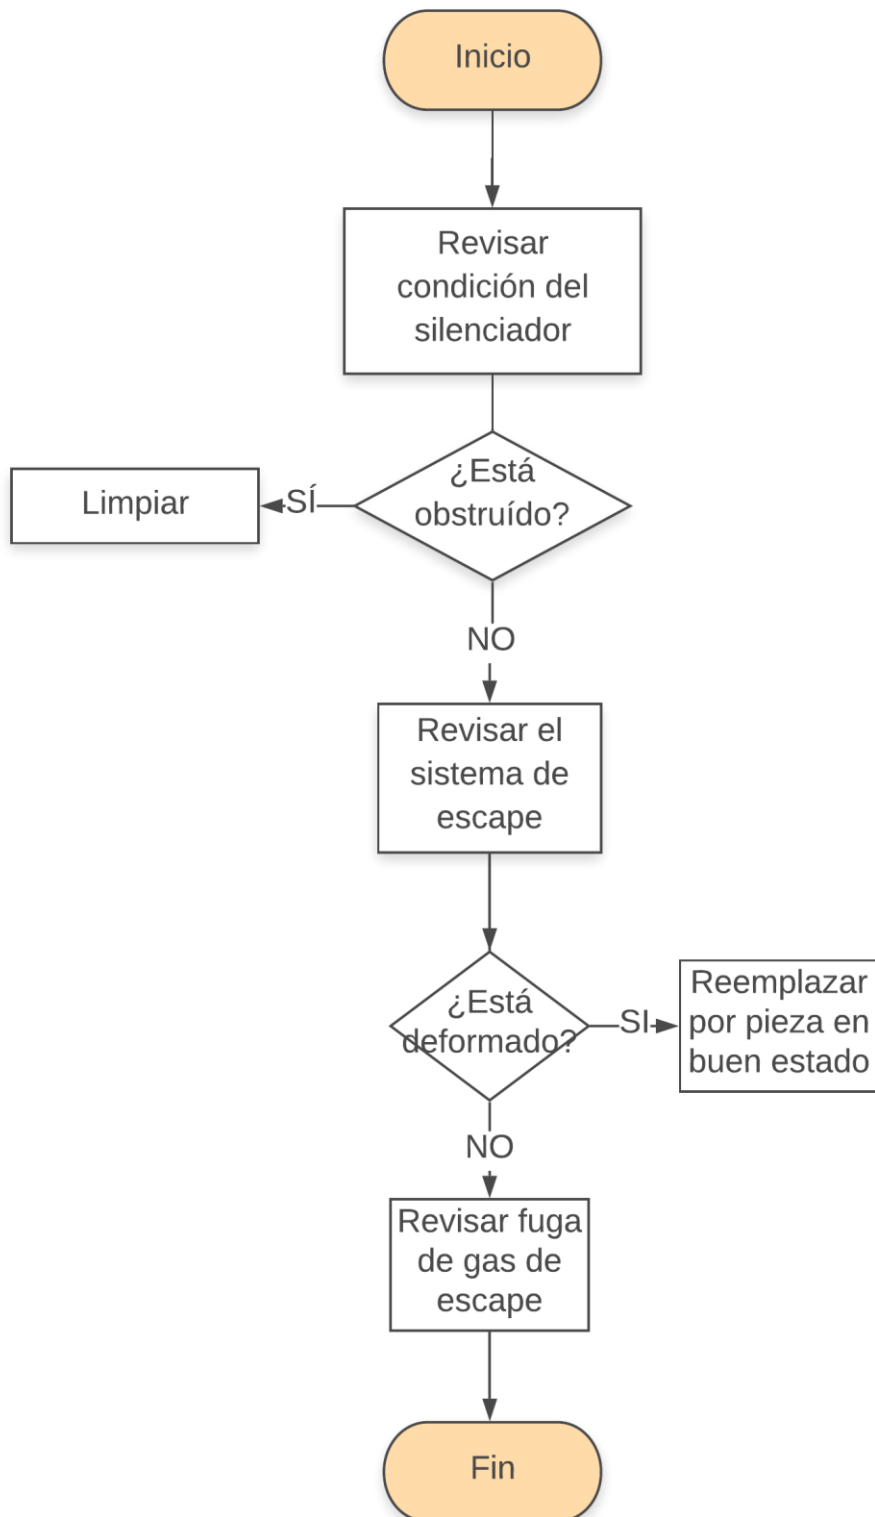 Inicio
Revisar
condición del
silenciador
¿Está
obstruído?
SÍ
Limpiar
NO
Revisar el
sistema de
escape
¿Está
deformado?
SI
Reemplazar
por pieza en
buen estado
NO
Revisar fuga
de gas de
escape
Fin